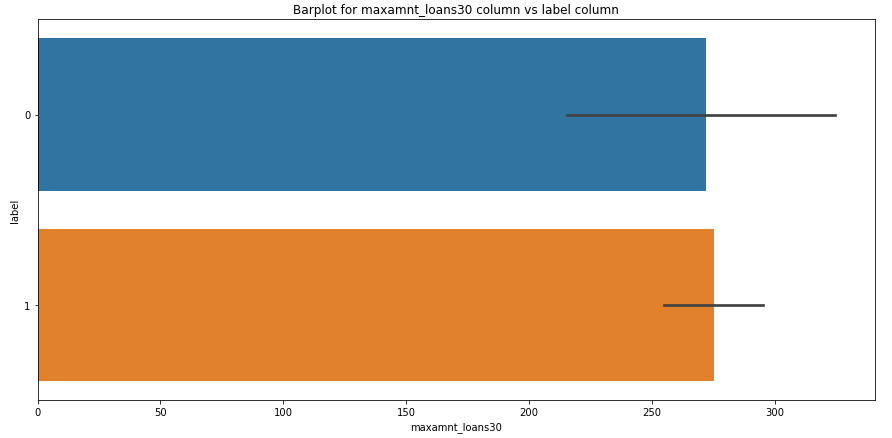 Barplot for maxamnt_loans30 column vs label column
0
label
1
0 50 100 150 200 250 300
maxamnt_loans30